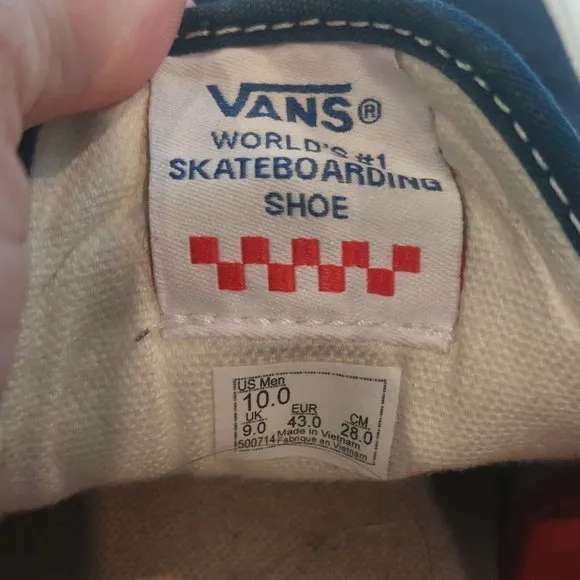 VANS®
WORLD'S #1
SKATEBOARDING
SHOE
US Men
10.0
UK EUR CM
9.0 43.0 28.0
500714 Made in Vietnam
Fabriqué en Vietnam